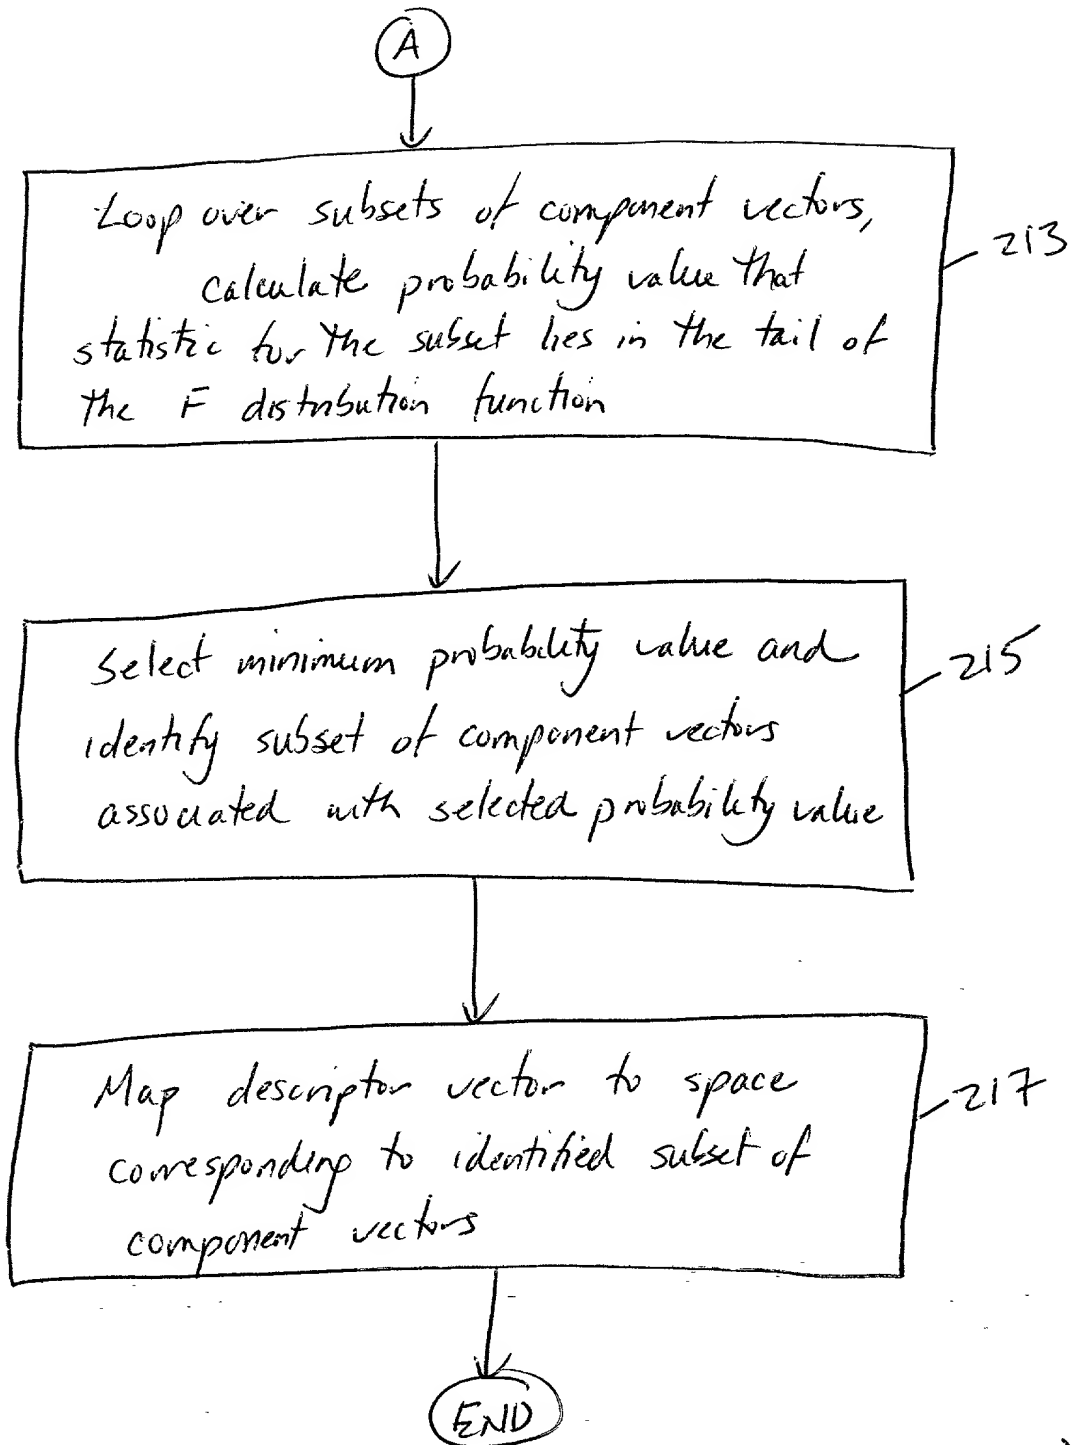 A
Loop over subsets of component vectors,
calculate probability value that
213
statistic for the subset lies in the tail of
the F distribution function
Select minimum probability value and
215
identify subset of component vectors
associated with selected probability value
Map descriptor vector to space
217
corresponding to identified subset of
component vectors
END